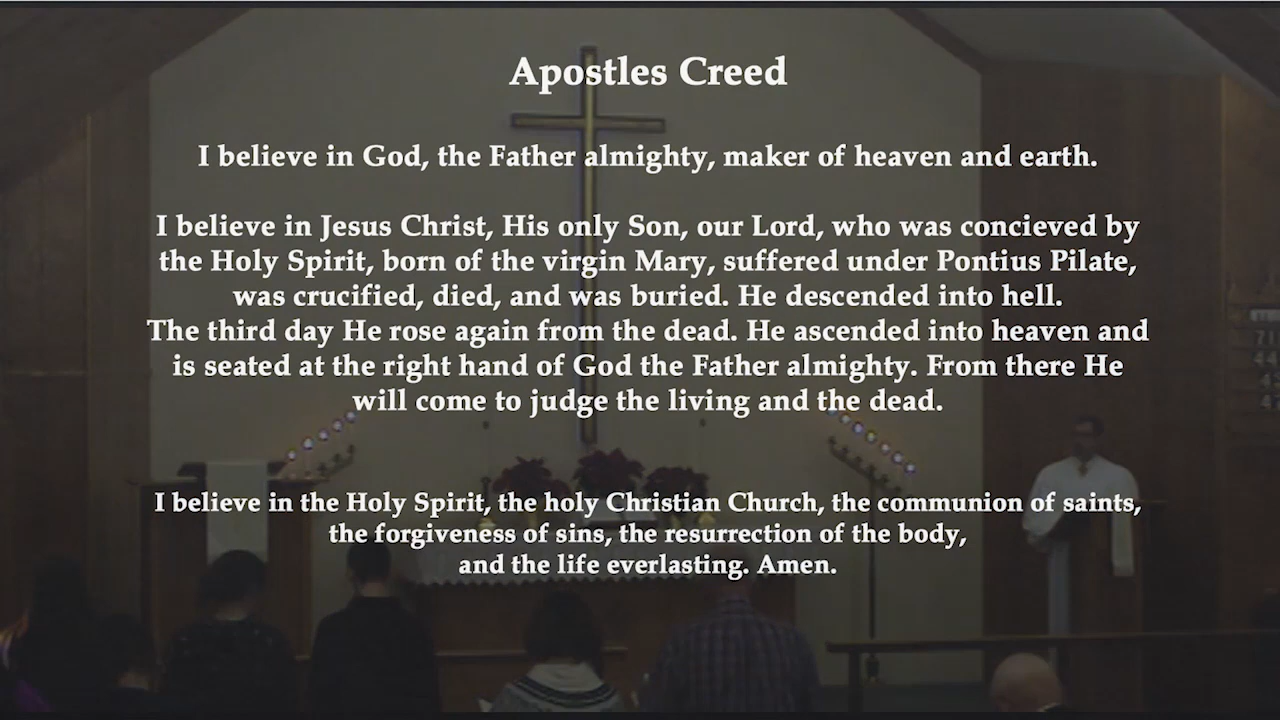 Apostles Creed
I believe in God, the Father almighty, maker of heaven and earth.
I believe in Jesus Christ, His only Son, our Lord, who was concieved by
the Holy Spirit, born of the virgin Mary, suffered under Pontius Pilate,
was crucified, died, and was buried. He descended into hell.
The third day He rose again from the dead. He ascended into heaven and
is seated at the right hand of God the Father almighty. From there He
will come to judge the living and the dead.
I believe in the Holy Spirit, the holy Christian Church, the communion of saints,
the forgiveness of sins, the resurrection of the body,
and the life everlasting. Amen.